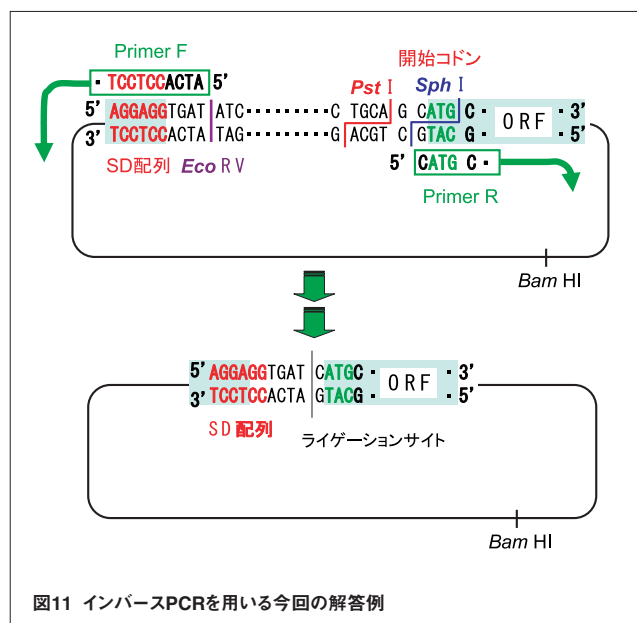 Primer F
· TCCTCCACTA 5'
開始コドン
Pst I Sph I
5' AGGAGGTGAT ATC·········C TGCA G CATG C · ORF · 3'
3' TCCTCCACTA TAG·········G ACGT C GTAC G · ORF · 5'
SD配列 Eco RV
5' CATG C ·
Primer R
Bam HI
5' AGGAGGTGAT CATGC · ORF · 3'
3' TCCTCCACTA GTACG · ORF · 5'
SD配列 ライゲーションサイト
Bam HI
図11 インバースPCRを用いる今回の解答例